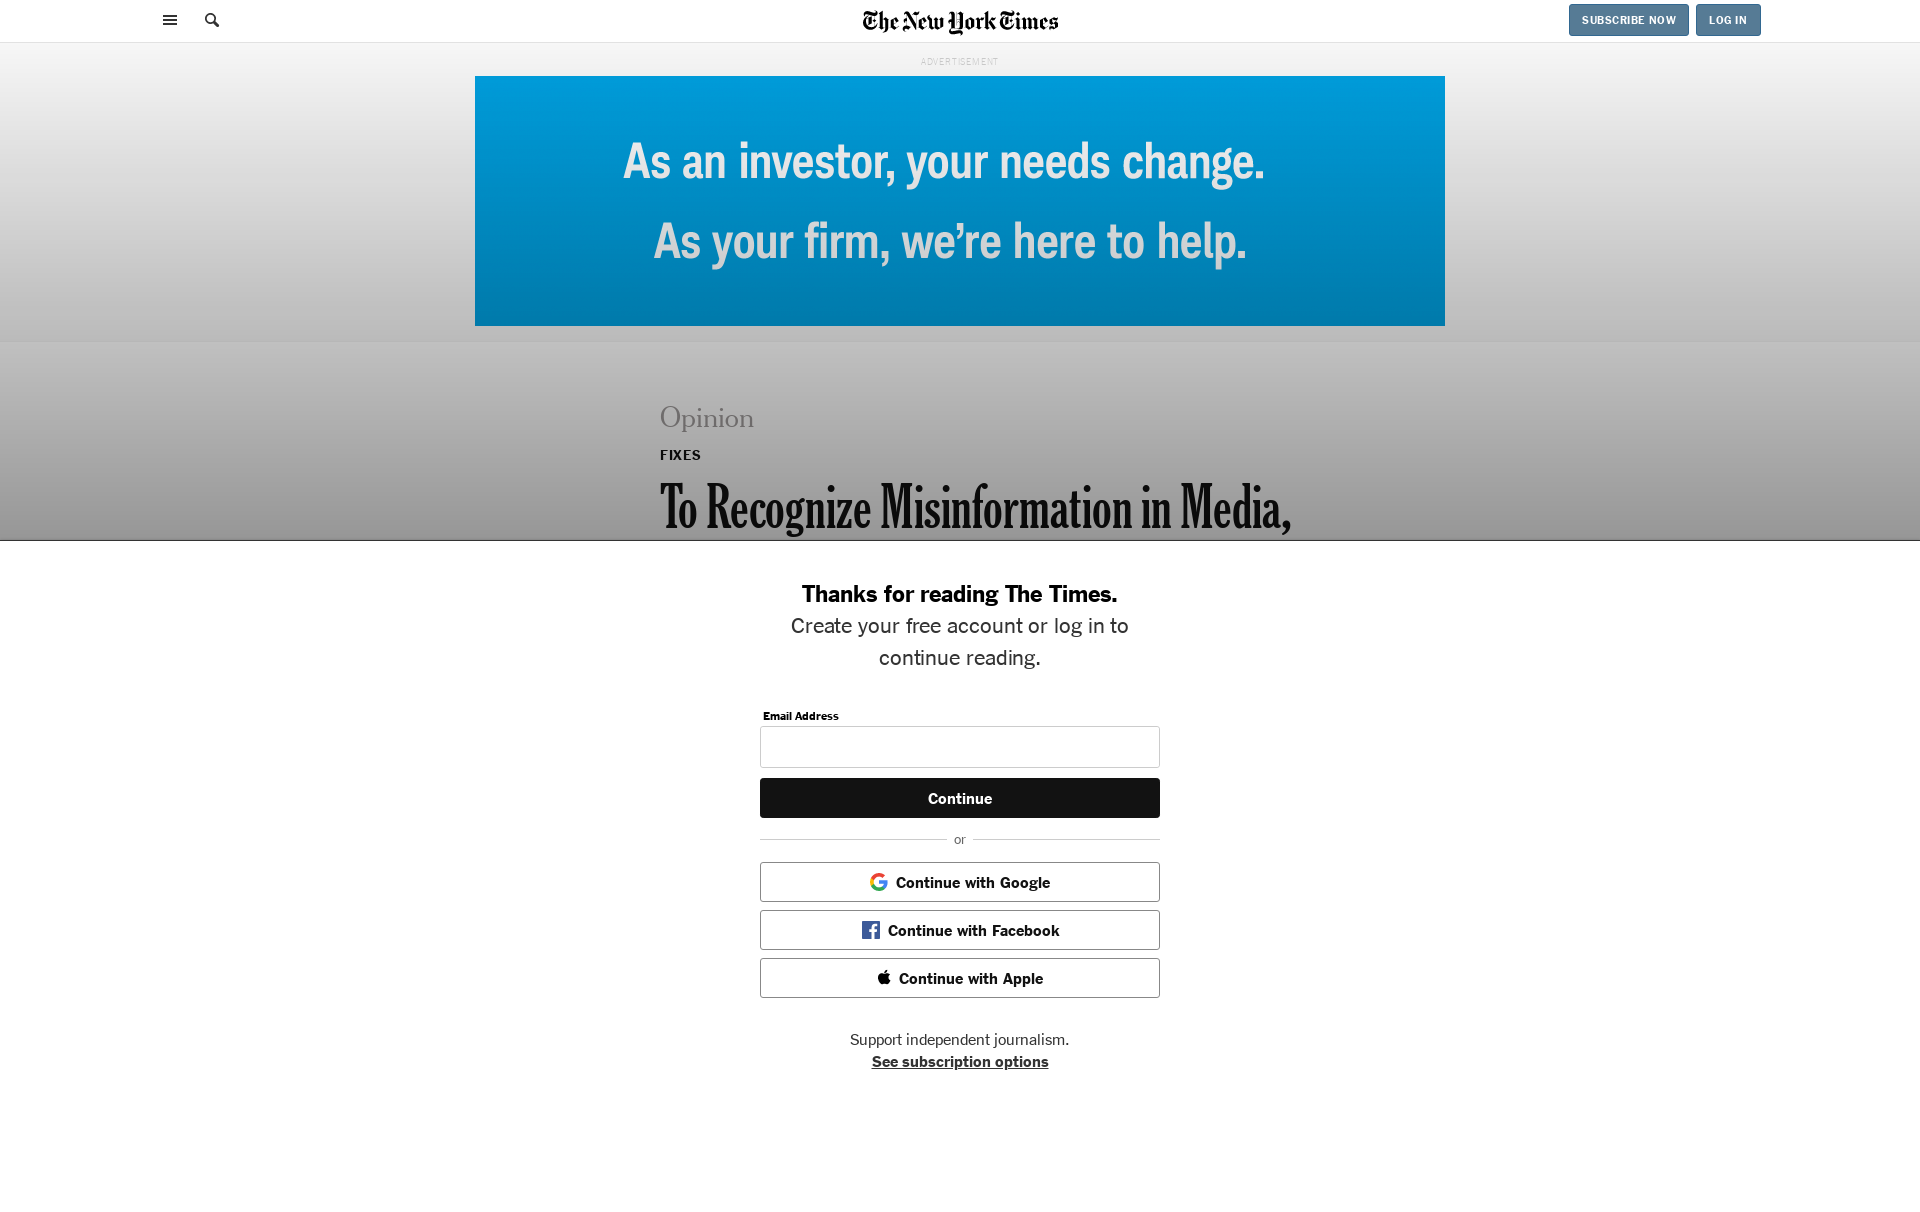 The New York Times
SUBSCRIBE NOW
LOG IN
ADVERTISEMENT
As an investor, your needs change.
As your firm, we’re here to help.
Opinion
FIXES
To Recognize Misinformation in Media,
Thanks for reading The Times.
Create your free account or log in to
continue reading.
Email Address
Continue
or
Continue with Google
Continue with Facebook
Continue with Apple
Support independent journalism.
See subscription options